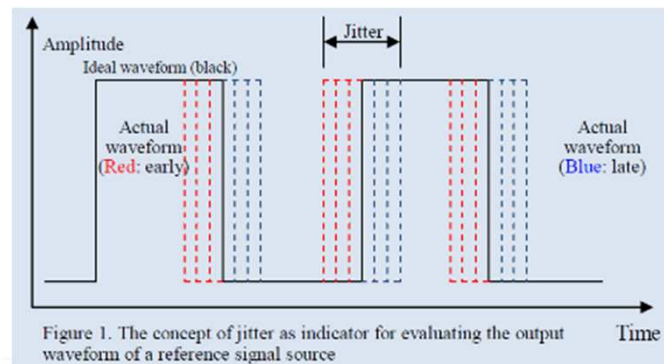 Jitter
Amplitude
Ideal waveform (black)
Actual
waveform
(Red: early)
Actual
waveform
(Blue: late)
Time
Figure 1. The concept of jitter as indicator for evaluating the output
waveform of a reference signal source